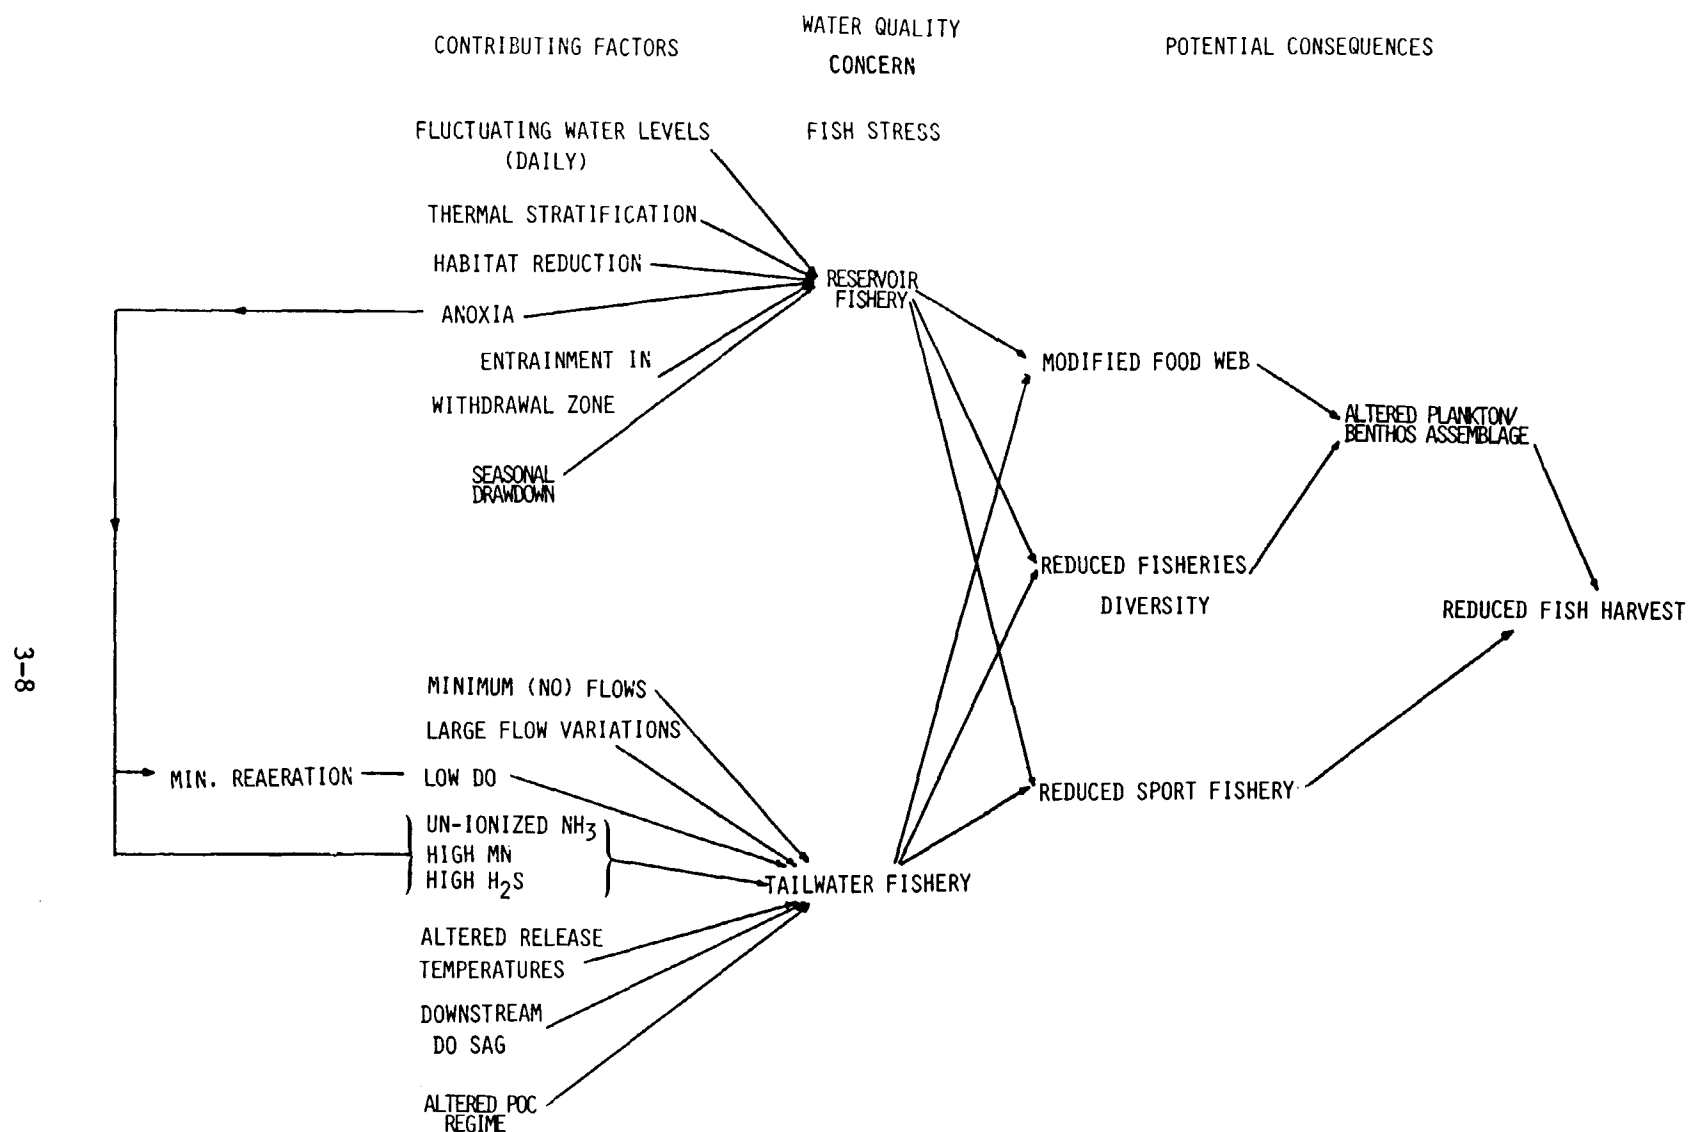 CONTRIBUTING FACTORS
WATER QUALITY
CONCERN
POTENTIAL CONSEQUENCES
FLUCTUATING WATER LEVELS
(DAILY)
FISH STRESS
THERMAL STRATIFICATION
HABITAT REDUCTION
ANOXIA
ENTRAINMENT IN
WITHDRAWAL ZONE
SEASONAL
DRAWDOWN
RESERVOIR
FISHERY
MODIFIED FOOD WEB
ALTERED PLANKTON/
BENTHOS ASSEMBLAGE
REDUCED FISHERIES
DIVERSITY
REDUCED FISH HARVEST
3-8
MINIMUM (NO) FLOWS
LARGE FLOW VARIATIONS
MIN. REAERATION
LOW DO
REDUCED SPORT FISHERY
UN-IONIZED NH3
HIGH MN
HIGH H2S
TAILWATER FISHERY
ALTERED RELEASE
TEMPERATURES
DOWNSTREAM
DO SAG
ALTERED POC
REGIME